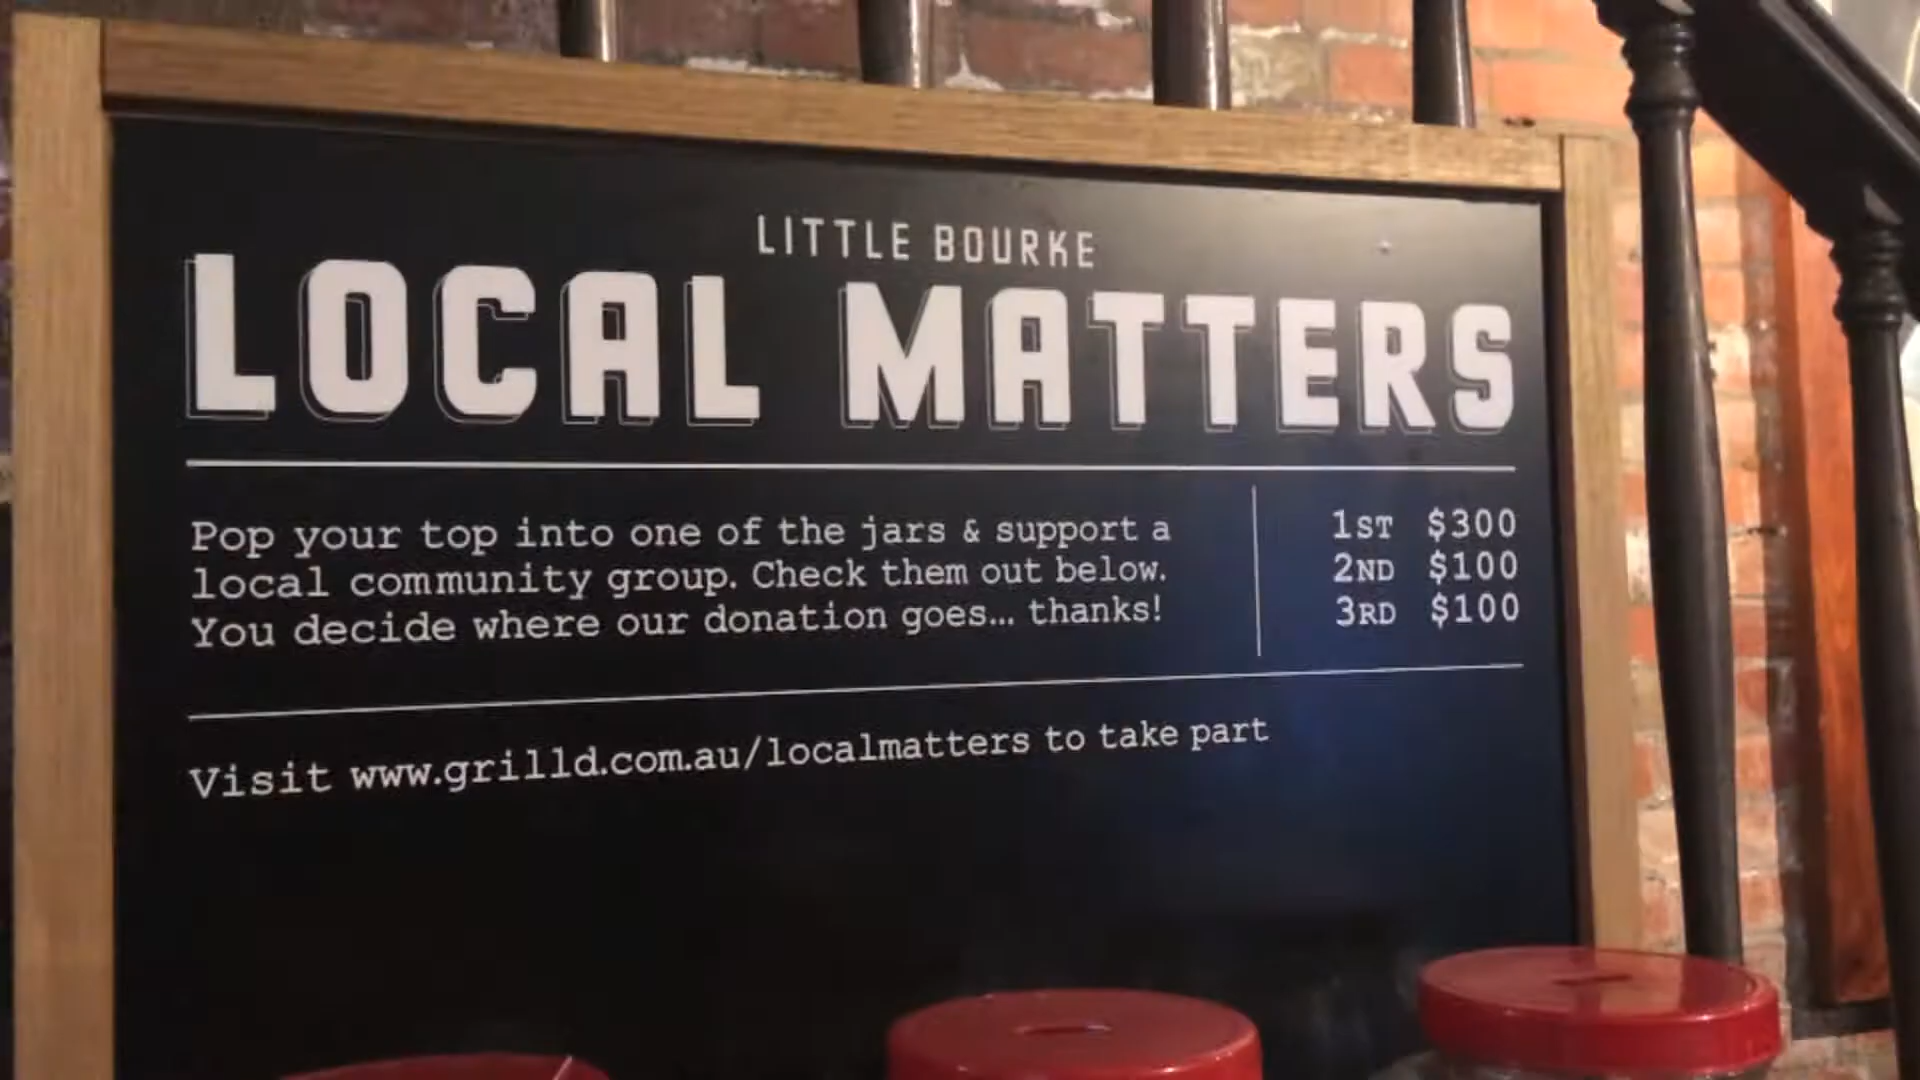 LITTLE BOURKE
LOCAL MATTERS
Pop your top into one of the jars & support a
local community group. Check them out below.
You decide where our donation goes... thanks!
1ST $300
2ND $100
3RD $100
Visit www.grilld.com.au/localmatters to take part